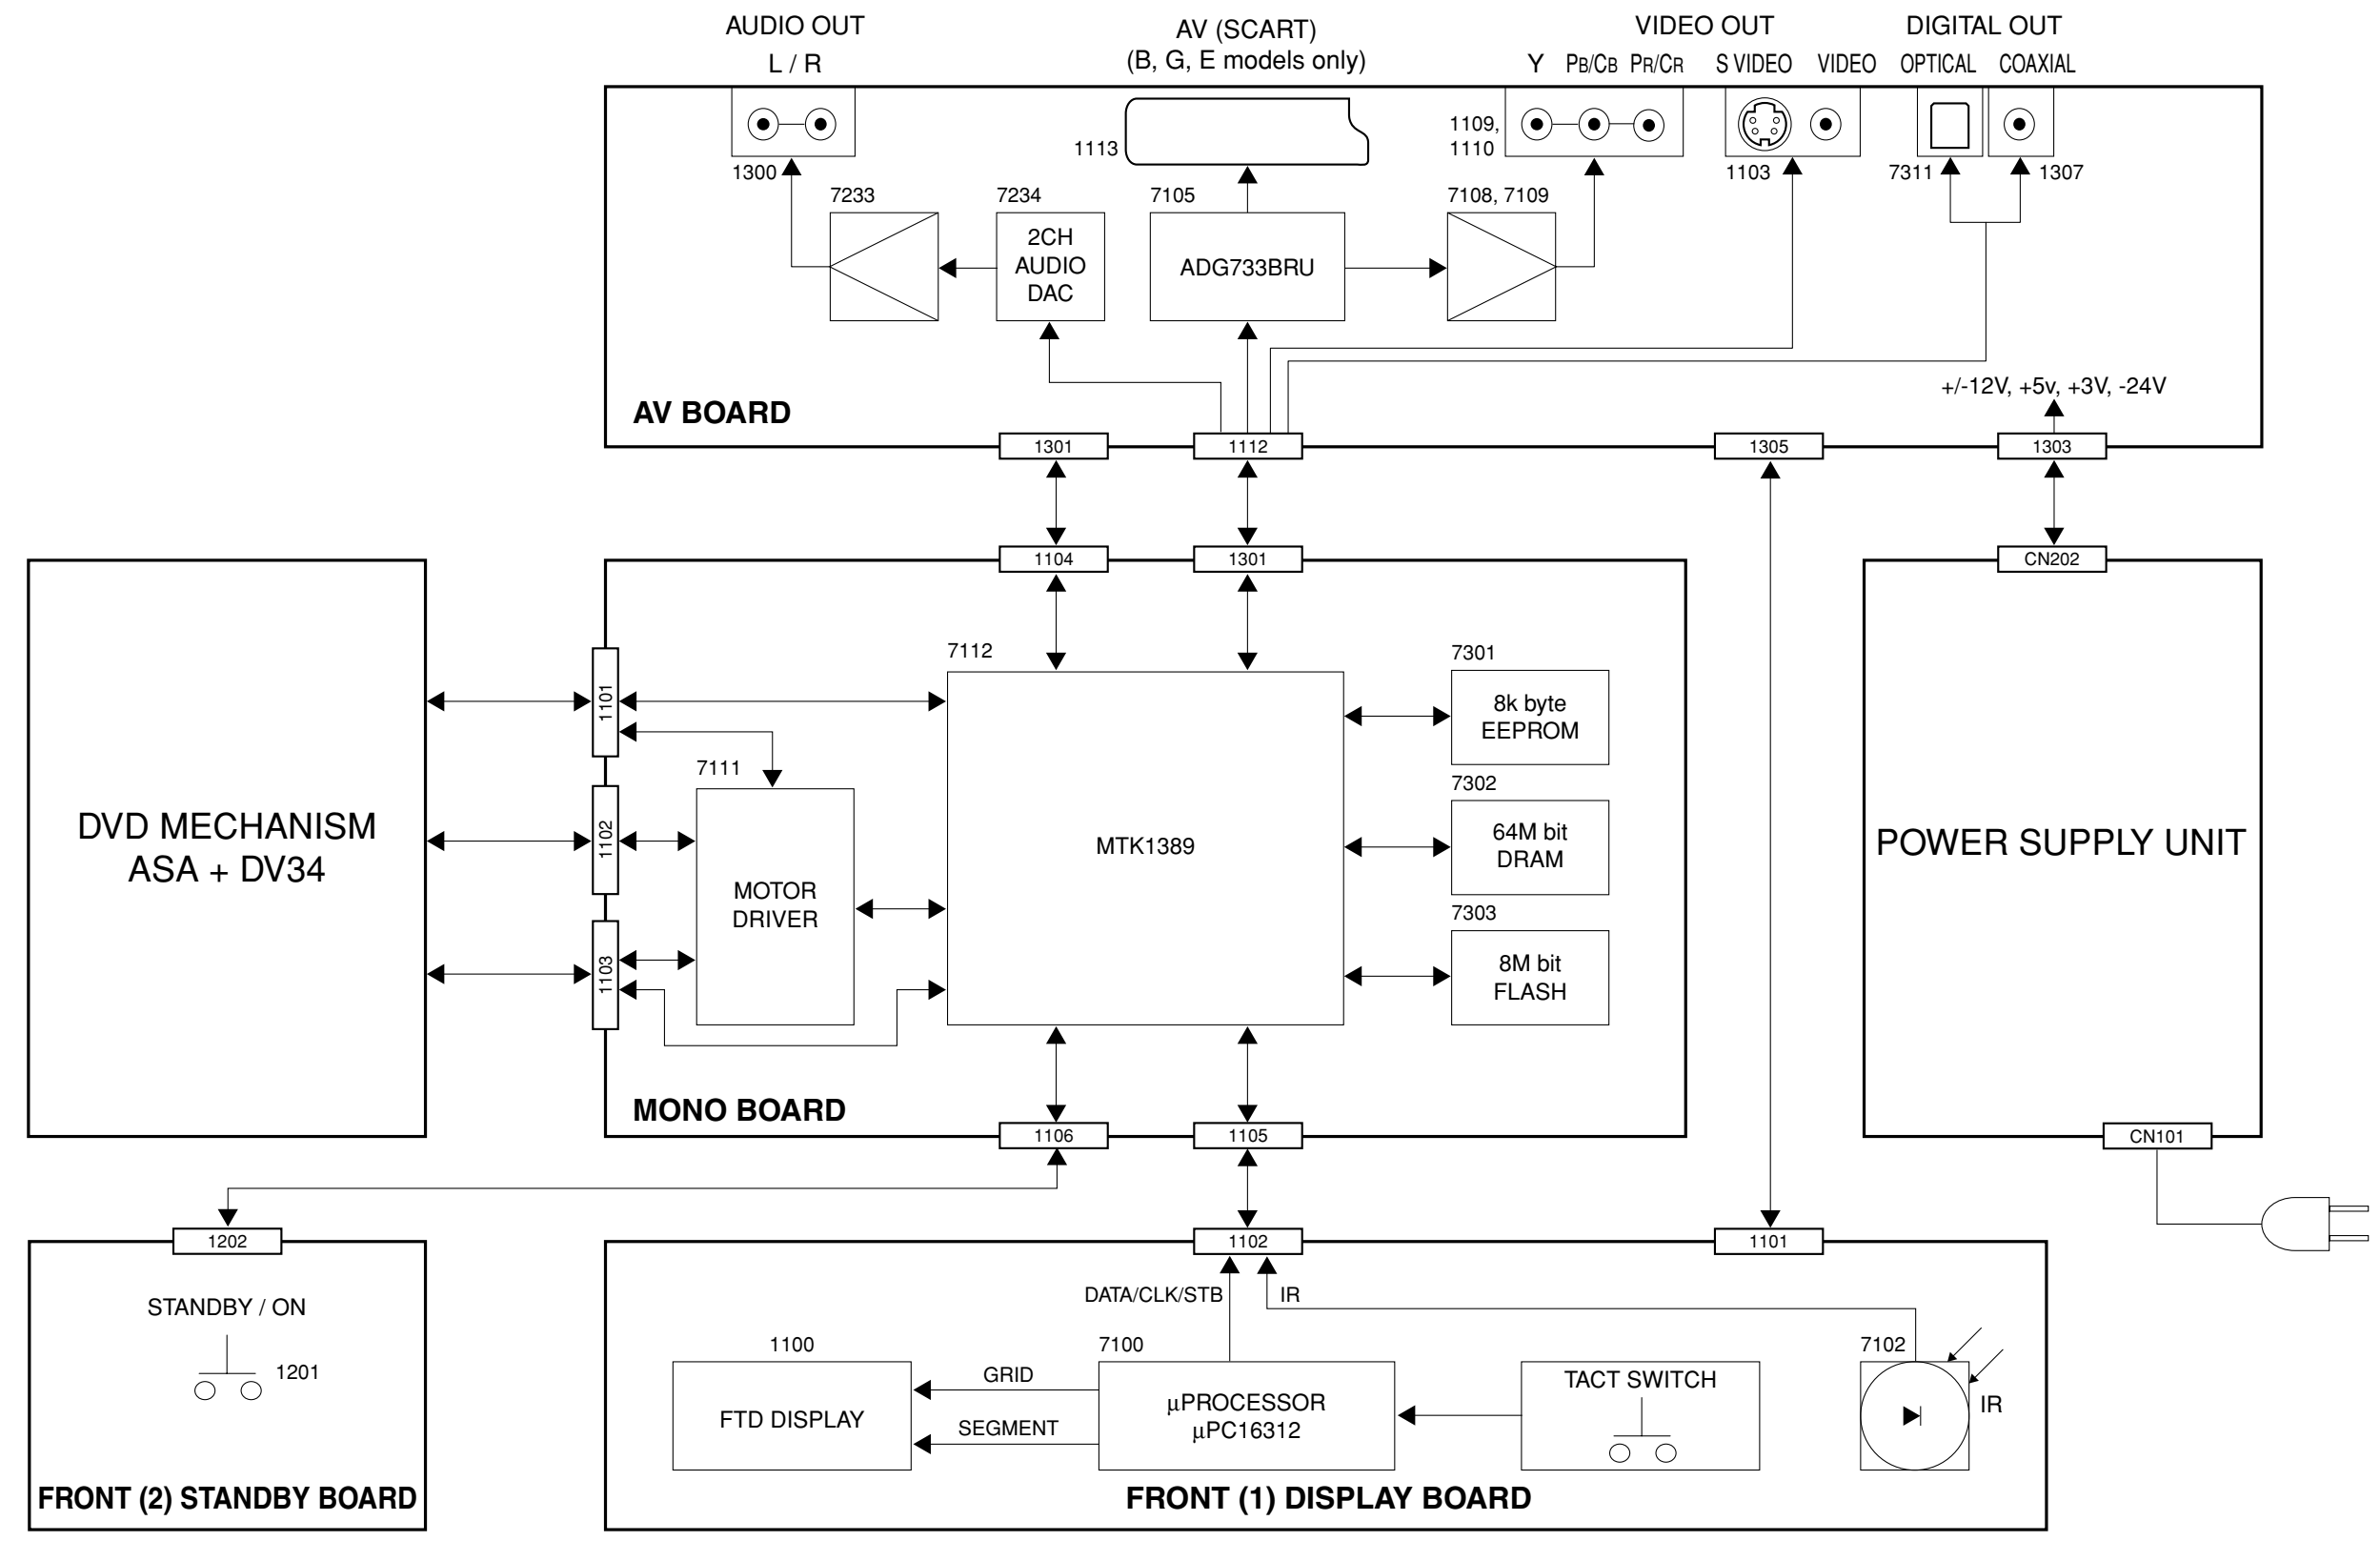 AUDIO OUT
L / R
AV (SCART)
(B, G, E models only)
VIDEO OUT
Y PB/CB PR/CR S VIDEO VIDEO
DIGITAL OUT
OPTICAL COAXIAL
1300
1113
1109,
1110
1103
7311
1307
7233
7234
2CH
AUDIO
DAC
7105
ADG733BRU
7108, 7109
+/-12V, +5v, +3V, -24V
AV BOARD
1301
1112
1305
1303
1104
1301
CN202
DVD MECHANISM
ASA + DV34
1101
1102
1103
7111
MOTOR
DRIVER
7112
MTK1389
7301
8k byte
EEPROM
7302
64M bit
DRAM
7303
8M bit
FLASH
MONO BOARD
1106
1105
POWER SUPPLY UNIT
CN101
1202
STANDBY / ON
1201
FRONT (2) STANDBY BOARD
1102
1101
DATA/CLK/STB
IR
1100
FTD DISPLAY
GRID
SEGMENT
7100
µPROCESSOR
µPC16312
TACT SWITCH
7102
IR
FRONT (1) DISPLAY BOARD